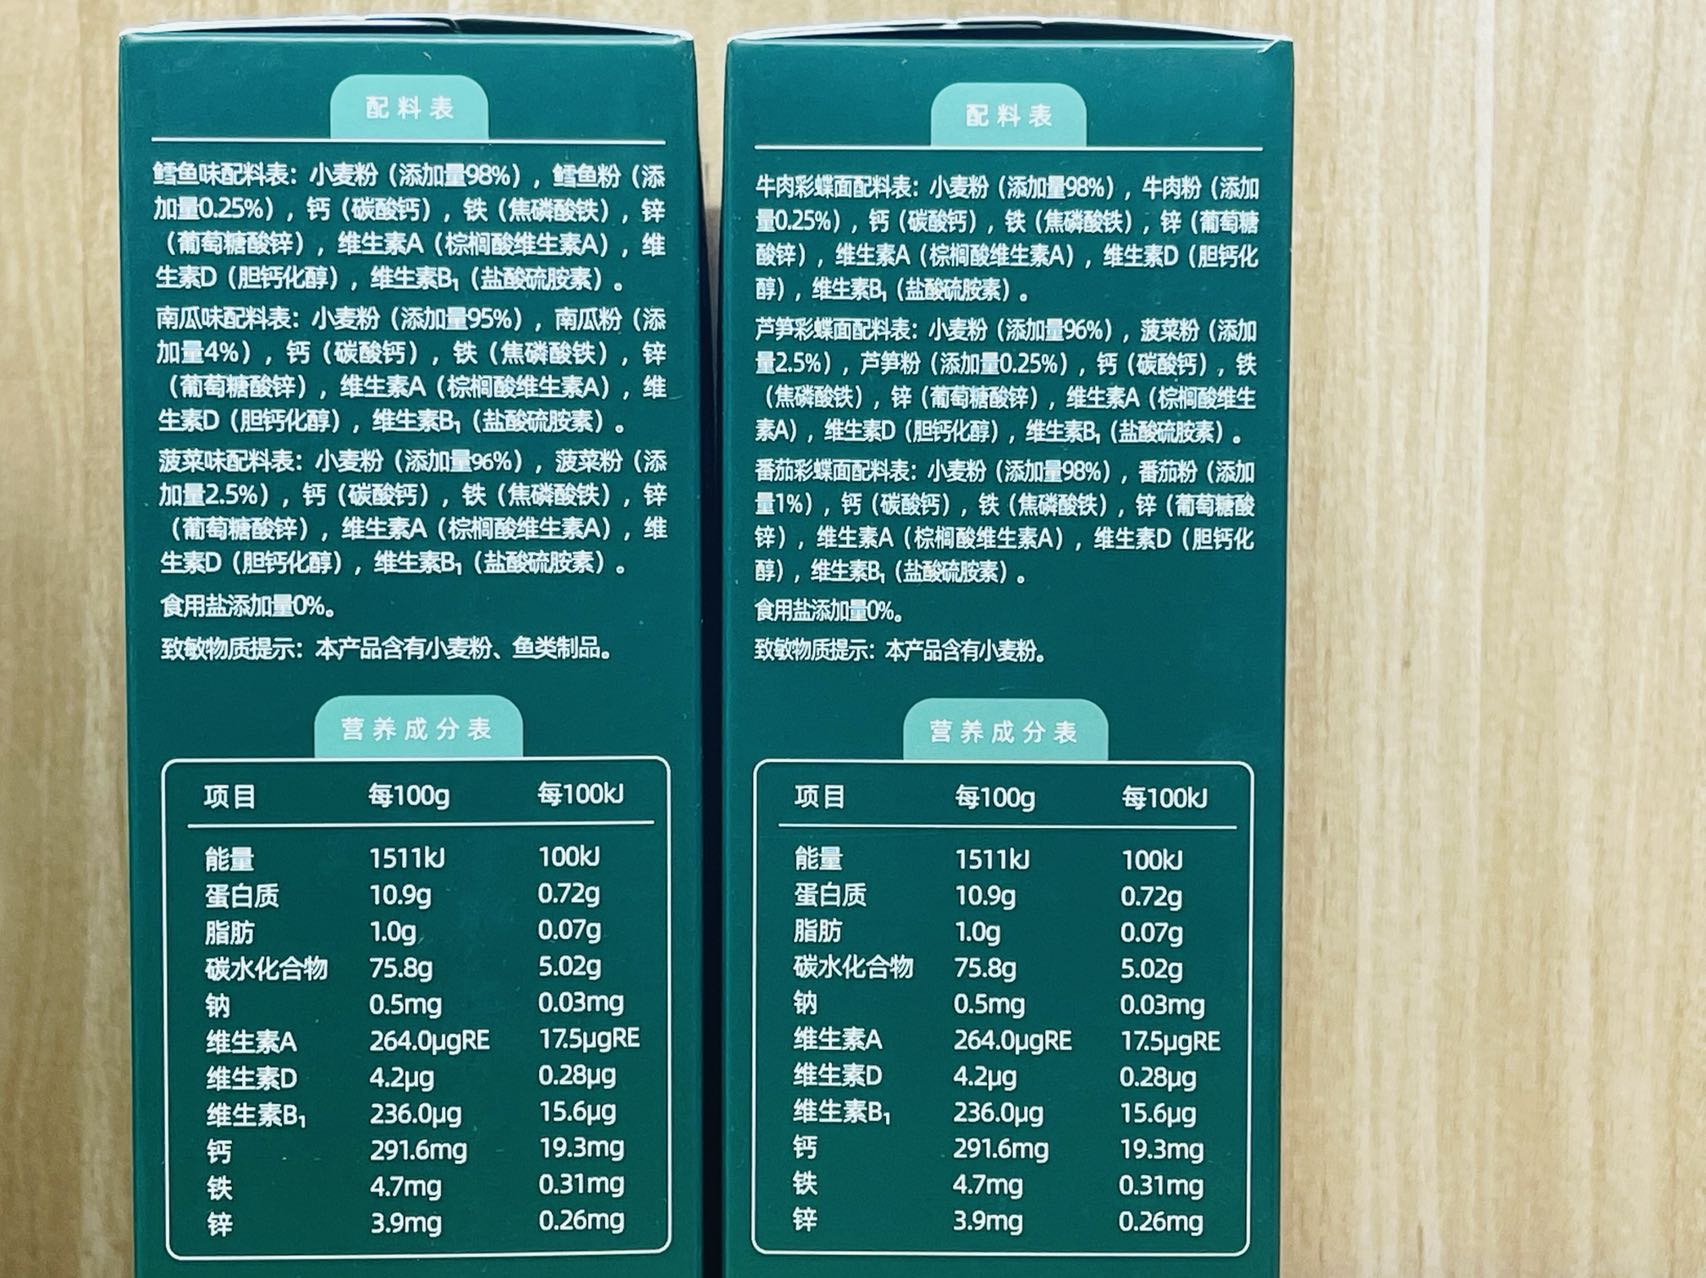 配料表
鳕鱼味配料表：小麦粉（添加量98%），鳕鱼粉（添
加量0.25%），钙（碳酸钙），铁（焦磷酸铁），锌
（葡萄糖酸锌），维生素A（棕榈酸维生素A），维
生素D（胆钙化醇），维生素B₁（盐酸硫胺素）。
南瓜味配料表：小麦粉（添加量95%），南瓜粉（添
加量4%），钙（碳酸钙），铁（焦磷酸铁），锌
（葡萄糖酸锌），维生素A（棕榈酸维生素A），维
生素D（胆钙化醇），维生素B₁（盐酸硫胺素）。
菠菜味配料表：小麦粉（添加量96%），菠菜粉（添
加量2.5%），钙（碳酸钙），铁（焦磷酸铁），锌
（葡萄糖酸锌），维生素A（棕榈酸维生素A），维
生素D（胆钙化醇），维生素B₁（盐酸硫胺素）。
食用盐添加量0%。
致敏物质提示：本产品含有小麦粉、鱼类制品。
营养成分表
项目 每100g 每100kJ
能量 1511kJ 100kJ
蛋白质 10.9g 0.72g
脂肪 1.0g 0.07g
碳水化合物 75.8g 5.02g
钠 0.5mg 0.03mg
维生素A 264.0μgRE 17.5μgRE
维生素D 4.2μg 0.28μg
维生素B₁ 236.0μg 15.6μg
钙 291.6mg 19.3mg
铁 4.7mg 0.31mg
锌 3.9mg 0.26mg
配料表
牛肉彩蝶面配料表：小麦粉（添加量98%），牛肉粉（添加
量0.25%），钙（碳酸钙），铁（焦磷酸铁），锌（葡萄糖
酸锌），维生素A（棕榈酸维生素A），维生素D（胆钙化
醇），维生素B₁（盐酸硫胺素）。
芦笋彩蝶面配料表：小麦粉（添加量96%），菠菜粉（添加
量2.5%），芦笋粉（添加量0.25%），钙（碳酸钙），铁
（焦磷酸铁），锌（葡萄糖酸锌），维生素A（棕榈酸维生
素A），维生素D（胆钙化醇），维生素B₁（盐酸硫胺素）。
番茄彩蝶面配料表：小麦粉（添加量98%），番茄粉（添加
量1%），钙（碳酸钙），铁（焦磷酸铁），锌（葡萄糖酸
锌），维生素A（棕榈酸维生素A），维生素D（胆钙化
醇），维生素B₁（盐酸硫胺素）。
食用盐添加量0%。
致敏物质提示：本产品含有小麦粉。
营养成分表
项目 每100g 每100kJ
能量 1511kJ 100kJ
蛋白质 10.9g 0.72g
脂肪 1.0g 0.07g
碳水化合物 75.8g 5.02g
钠 0.5mg 0.03mg
维生素A 264.0μgRE 17.5μgRE
维生素D 4.2μg 0.28μg
维生素B₁ 236.0μg 15.6μg
钙 291.6mg 19.3mg
铁 4.7mg 0.31mg
锌 3.9mg 0.26mg